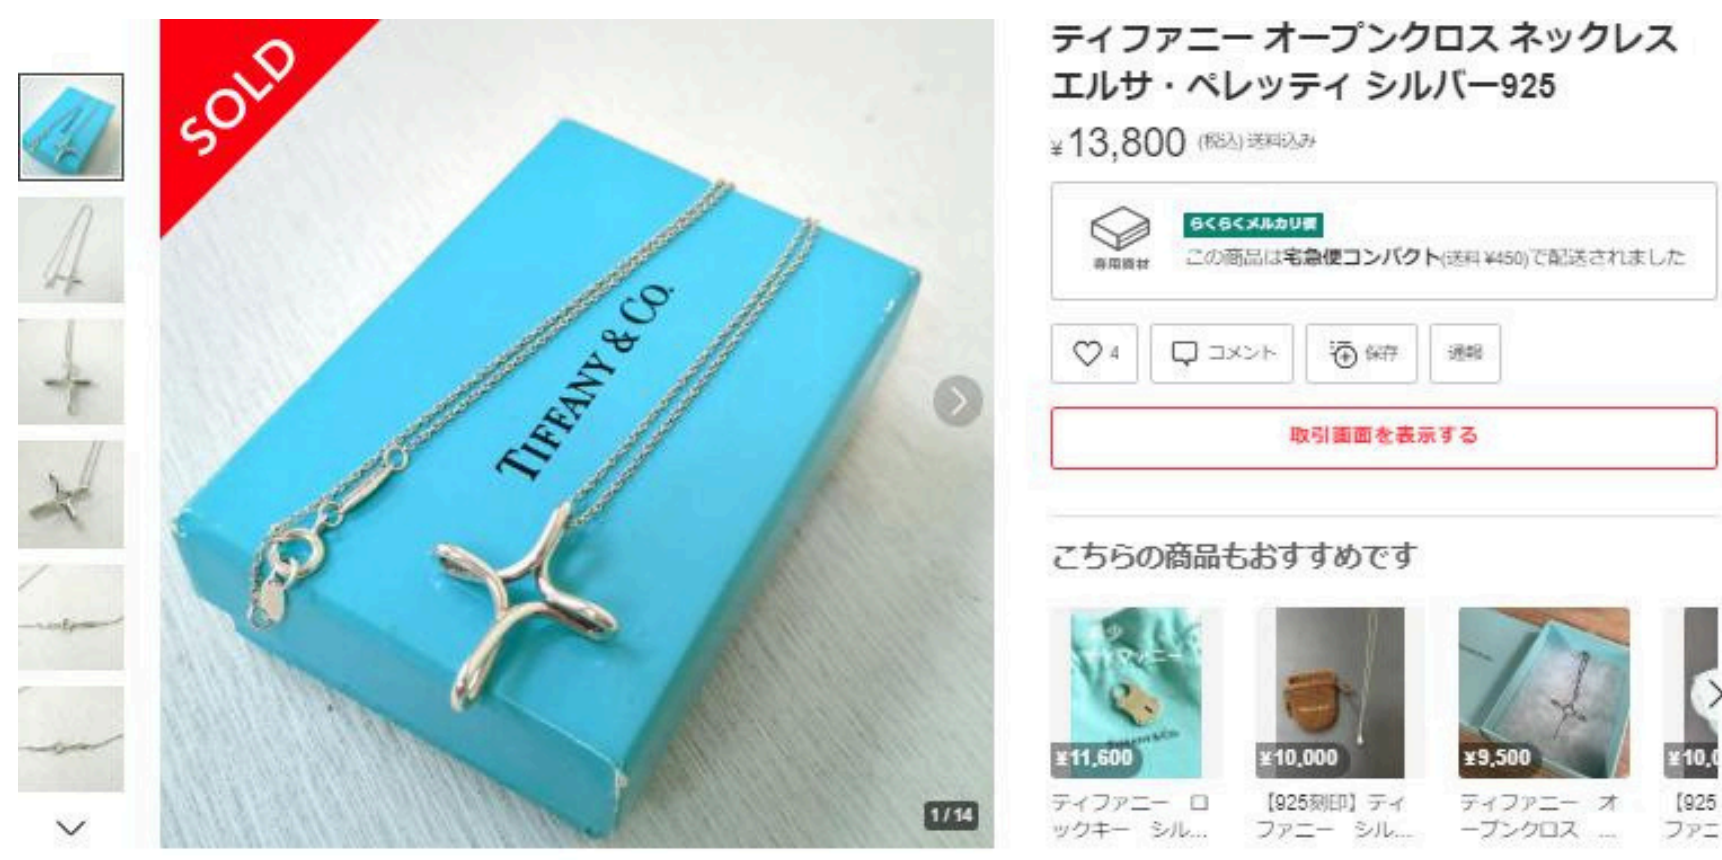 SOLD
TIFFANY & CO.
1 / 14
ティファニー オープンクロス ネックレス
エルサ・ペレッティ シルバー925
¥13,800 (税込) 送料込み
らくらくメルカリ便
専用資材
この商品は宅急便コンパクト(送料 ¥450)で配送されました
4
コメント
保存
通報
取引画面を表示する
こちらの商品もおすすめです
¥11,600
¥10,000
¥9,500
ティファニー ロ
ックキー シル...
【925刻印】ティ
ファニー シル...
ティファニー オ
ープンクロス ...
【925